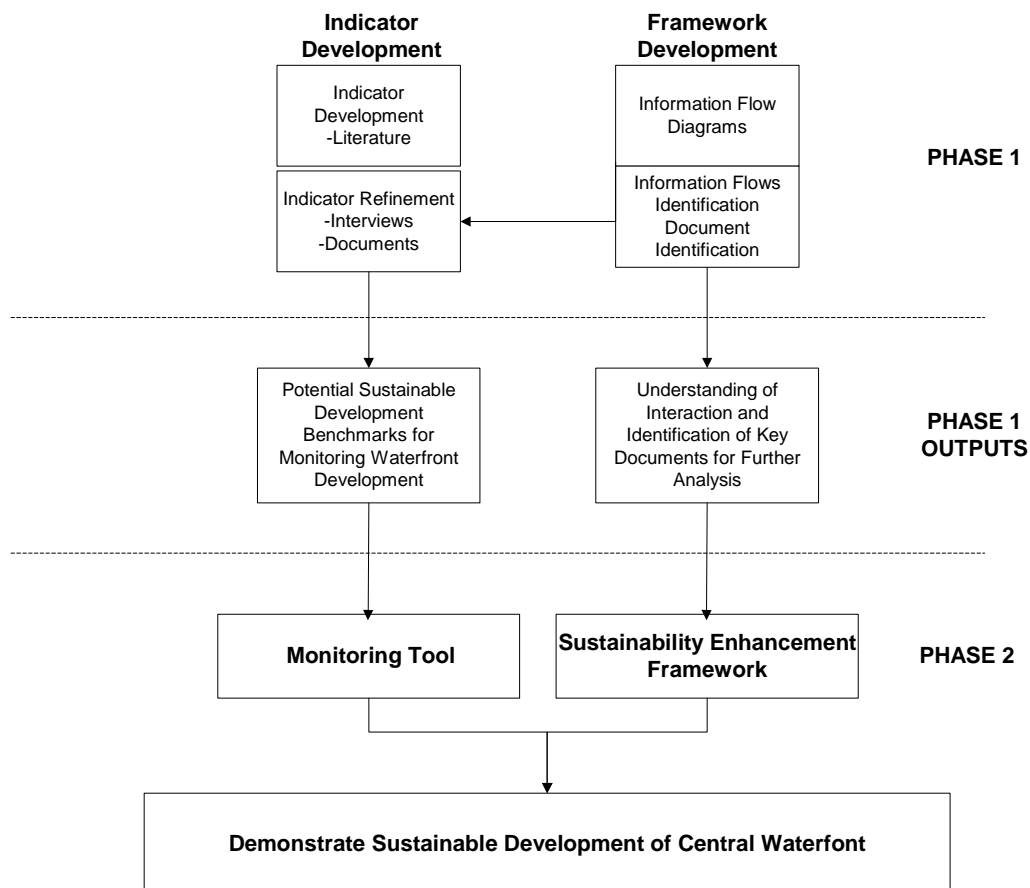 Indicator
Development
Framework
Development
Indicator
Development
-Literature
Information Flow
Diagrams
PHASE 1
Indicator Refinement
-Interviews
-Documents
Information Flows
Identification
Document
Identification
Potential Sustainable
Development
Benchmarks for
Monitoring Waterfront
Development
Understanding of
Interaction and
Identification of Key
Documents for Further
Analysis
PHASE 1
OUTPUTS
Monitoring Tool
Sustainability Enhancement
Framework
PHASE 2
Demonstrate Sustainable Development of Central Waterfont